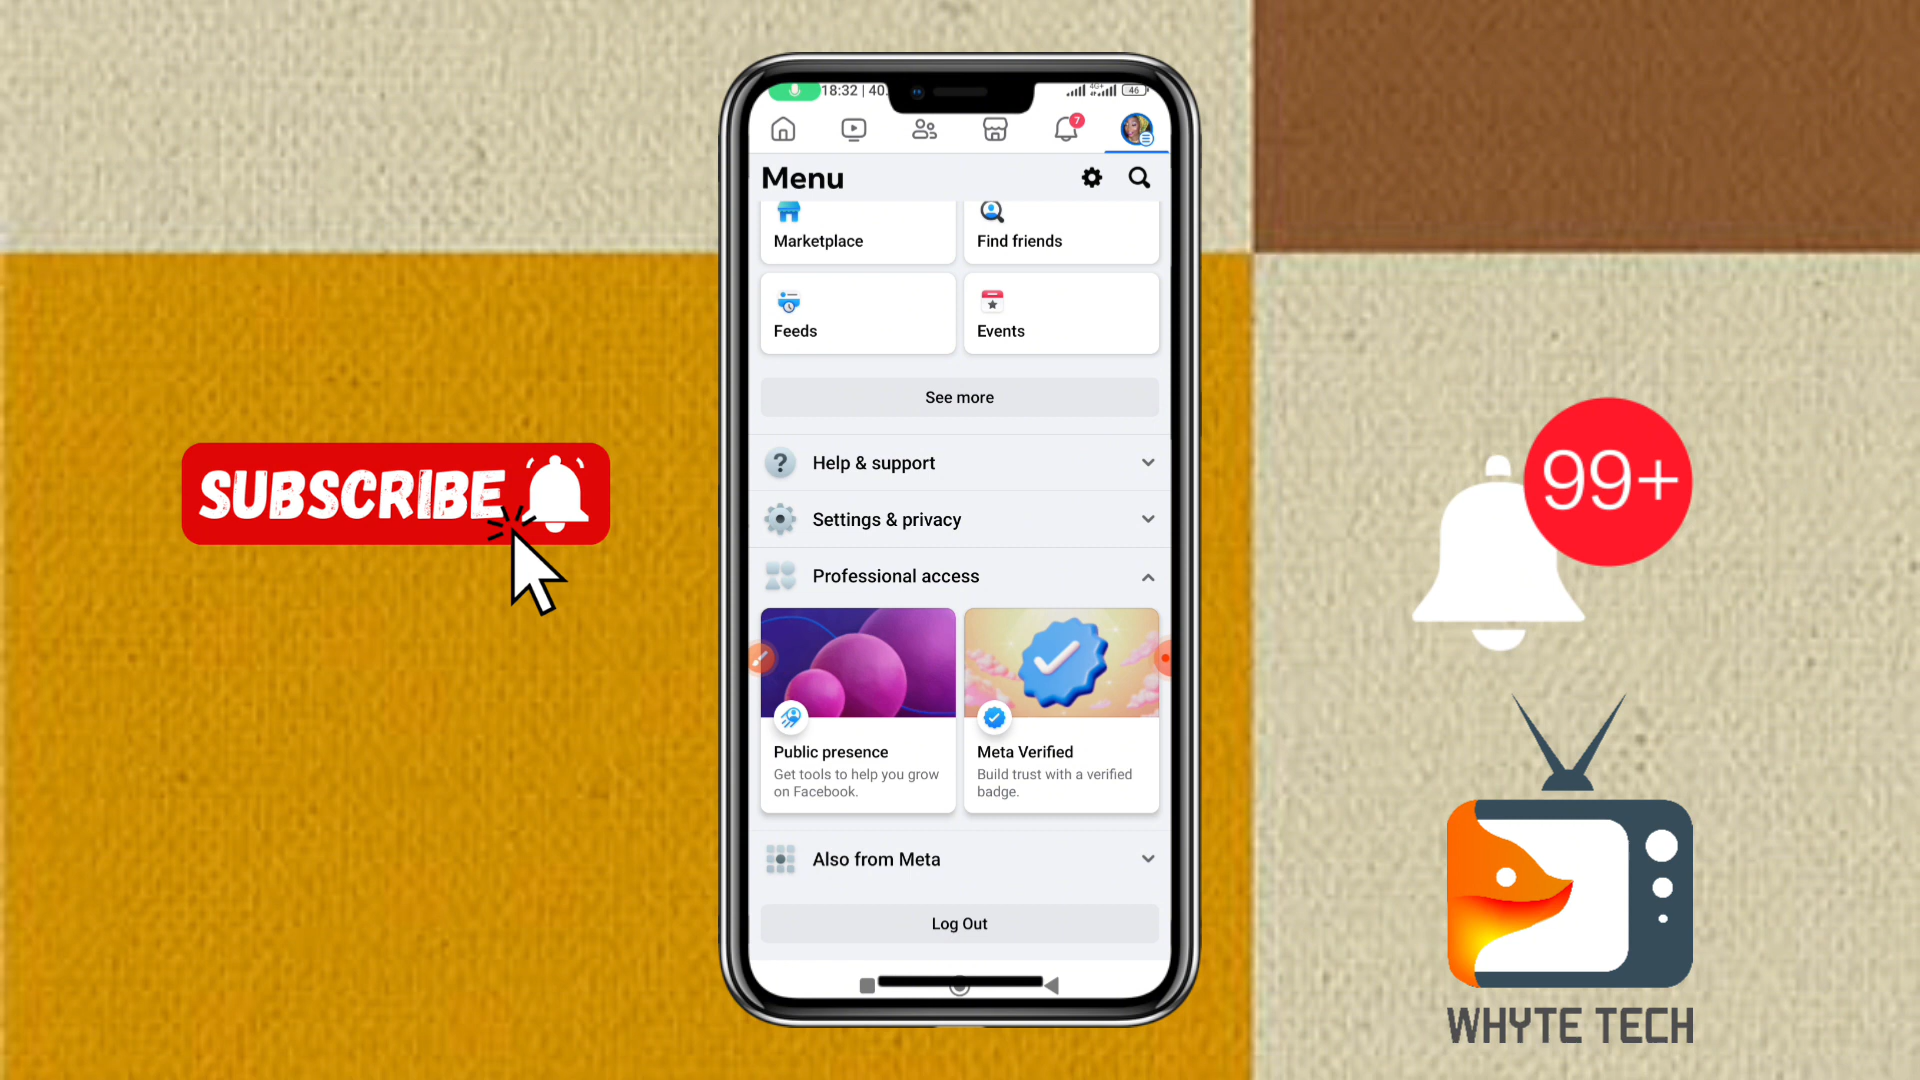 18:32 | 40.
4G+
46
7
Menu
Marketplace
Find friends
Feeds
Events
See more
Help & support
Settings & privacy
Professional access
Public presence
Get tools to help you grow
on Facebook.
Meta Verified
Build trust with a verified
badge.
Also from Meta
Log Out
SUBSCRIBE
99+
WHYTE TECH